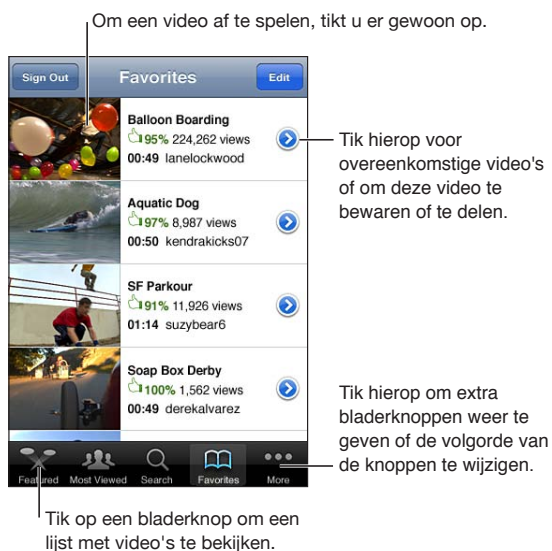 Om een video af te spelen, tikt u er gewoon op.
Sign Out
Favorites
Edit
Balloon Boarding
95% 224,262 views
00:49 lanelockwood
Tik hierop voor
overeenkomstige video's
of om deze video te
bewaren of te delen.
Aquatic Dog
97% 8,987 views
00:50 kendrakicks07
SF Parkour
91% 11,926 views
01:14 suzybear6
Soap Box Derby
100% 1,562 views
00:49 derekalvarez
Tik hierop om extra
bladerknoppen weer te
geven of de volgorde van
de knoppen te wijzigen.
Featured
Most Viewed
Search
Favorites
More
Tik op een bladerknop om een
lijst met video's te bekijken.